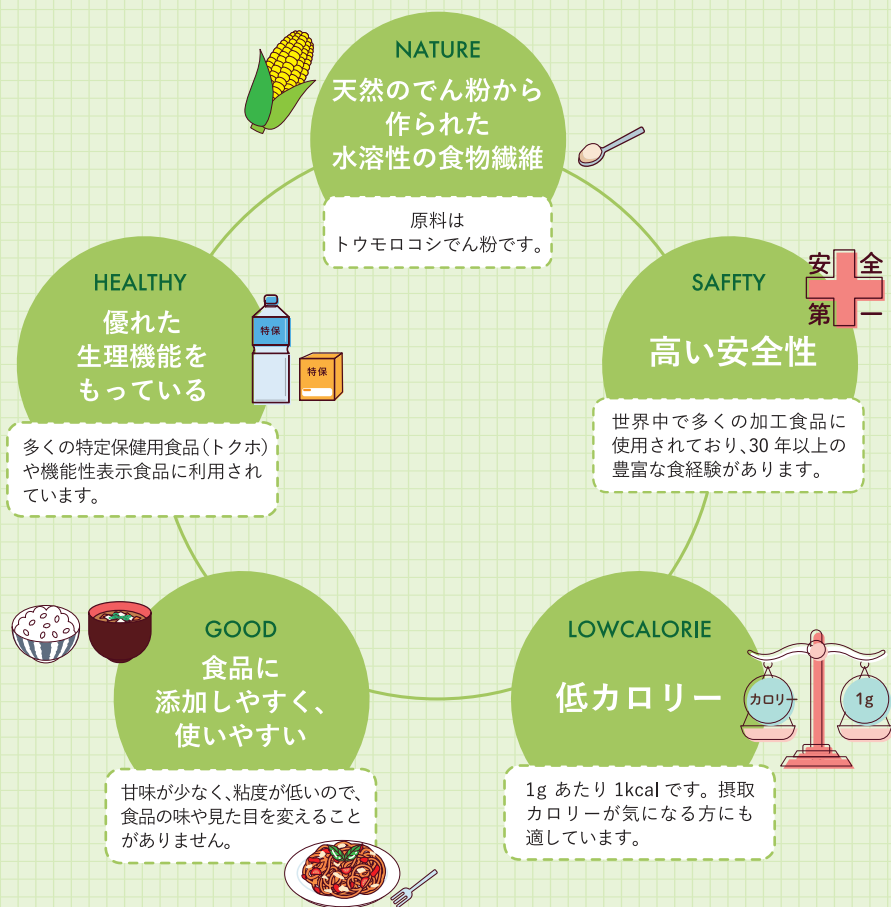 NATURE
天然のでん粉から
作られた
水溶性の食物繊維
原料は
トウモロコシでん粉です。
HEALTHY
優れた
生理機能を
もっている
特保
特保
多くの特定保健用食品(トクホ)
や機能性表示食品に利用され
ています。
SAFFTY
安全
第一
高い安全性
世界中で多くの加工食品に
使用されており、30年以上の
豊富な食経験があります。
GOOD
食品に
添加しやすく、
使いやすい
甘味が少なく、粘度が低いので、
食品の味や見た目を変えること
がありません。
LOWCALORIE
低カロリー
カロリー
1g
1g あたり 1kcal です。摂取
カロリーが気になる方にも
適しています。